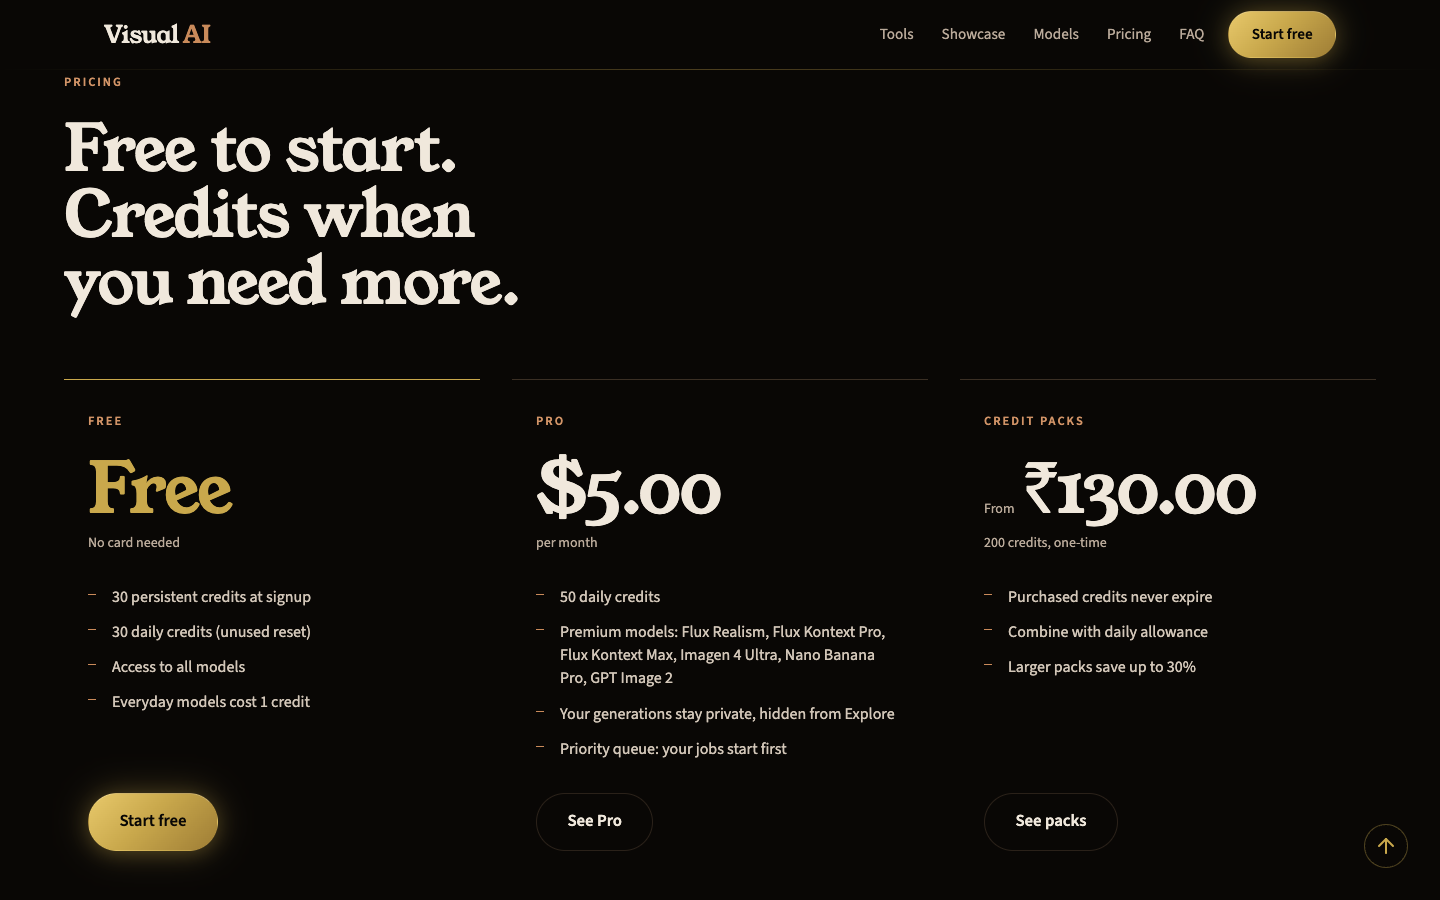 Visual AI
Tools
Showcase
Models
Pricing
FAQ
Start free
PRICING
Free to start.
Credits when
you need more.
FREE
Free
No card needed
30 persistent credits at signup
30 daily credits (unused reset)
Access to all models
Everyday models cost 1 credit
Start free
PRO
$5.00
per month
50 daily credits
Premium models: Flux Realism, Flux Kontext Pro,
Flux Kontext Max, Imagen 4 Ultra, Nano Banana
Pro, GPT Image 2
Your generations stay private, hidden from Explore
Priority queue: your jobs start first
See Pro
CREDIT PACKS
From ₹130.00
200 credits, one-time
Purchased credits never expire
Combine with daily allowance
Larger packs save up to 30%
See packs